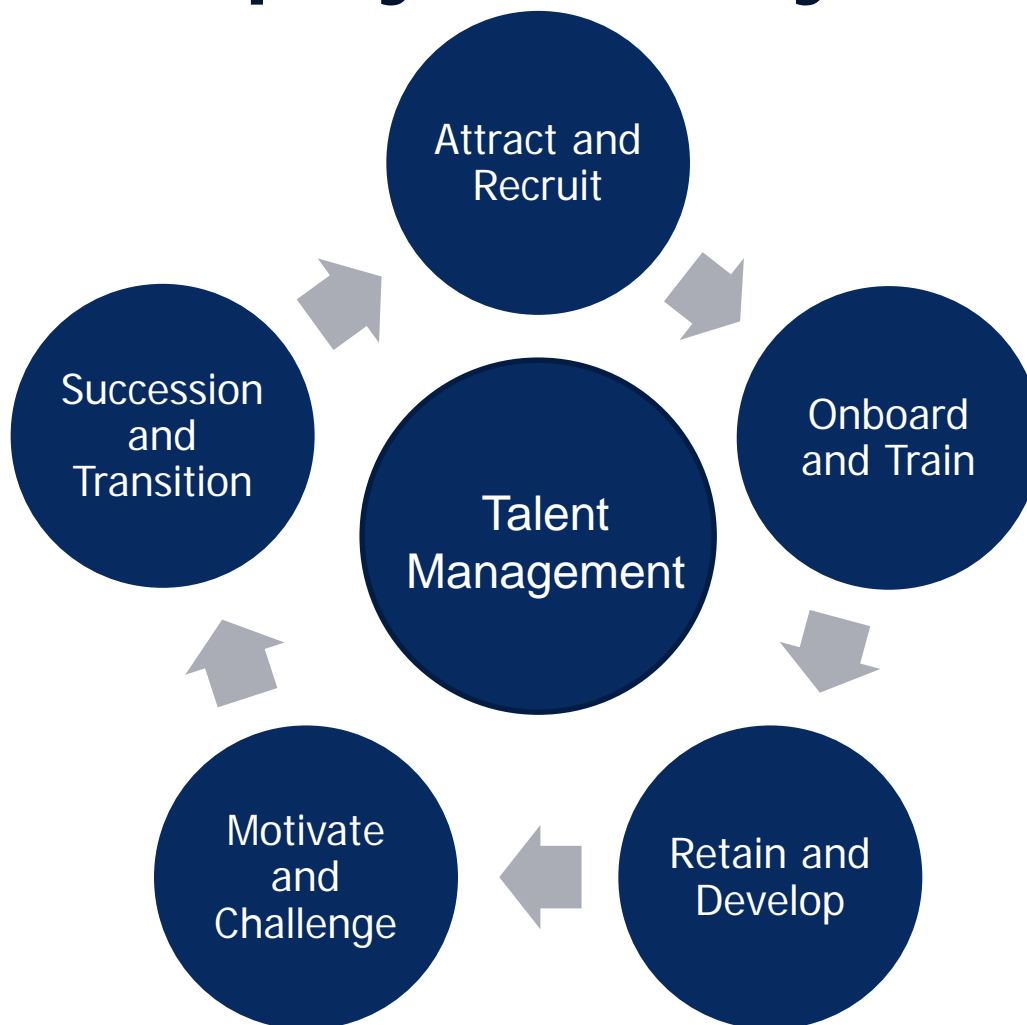 Attract and
Recruit
Onboard
and Train
Retain and
Develop
Motivate
and
Challenge
Succession
and
Transition
Talent
Management